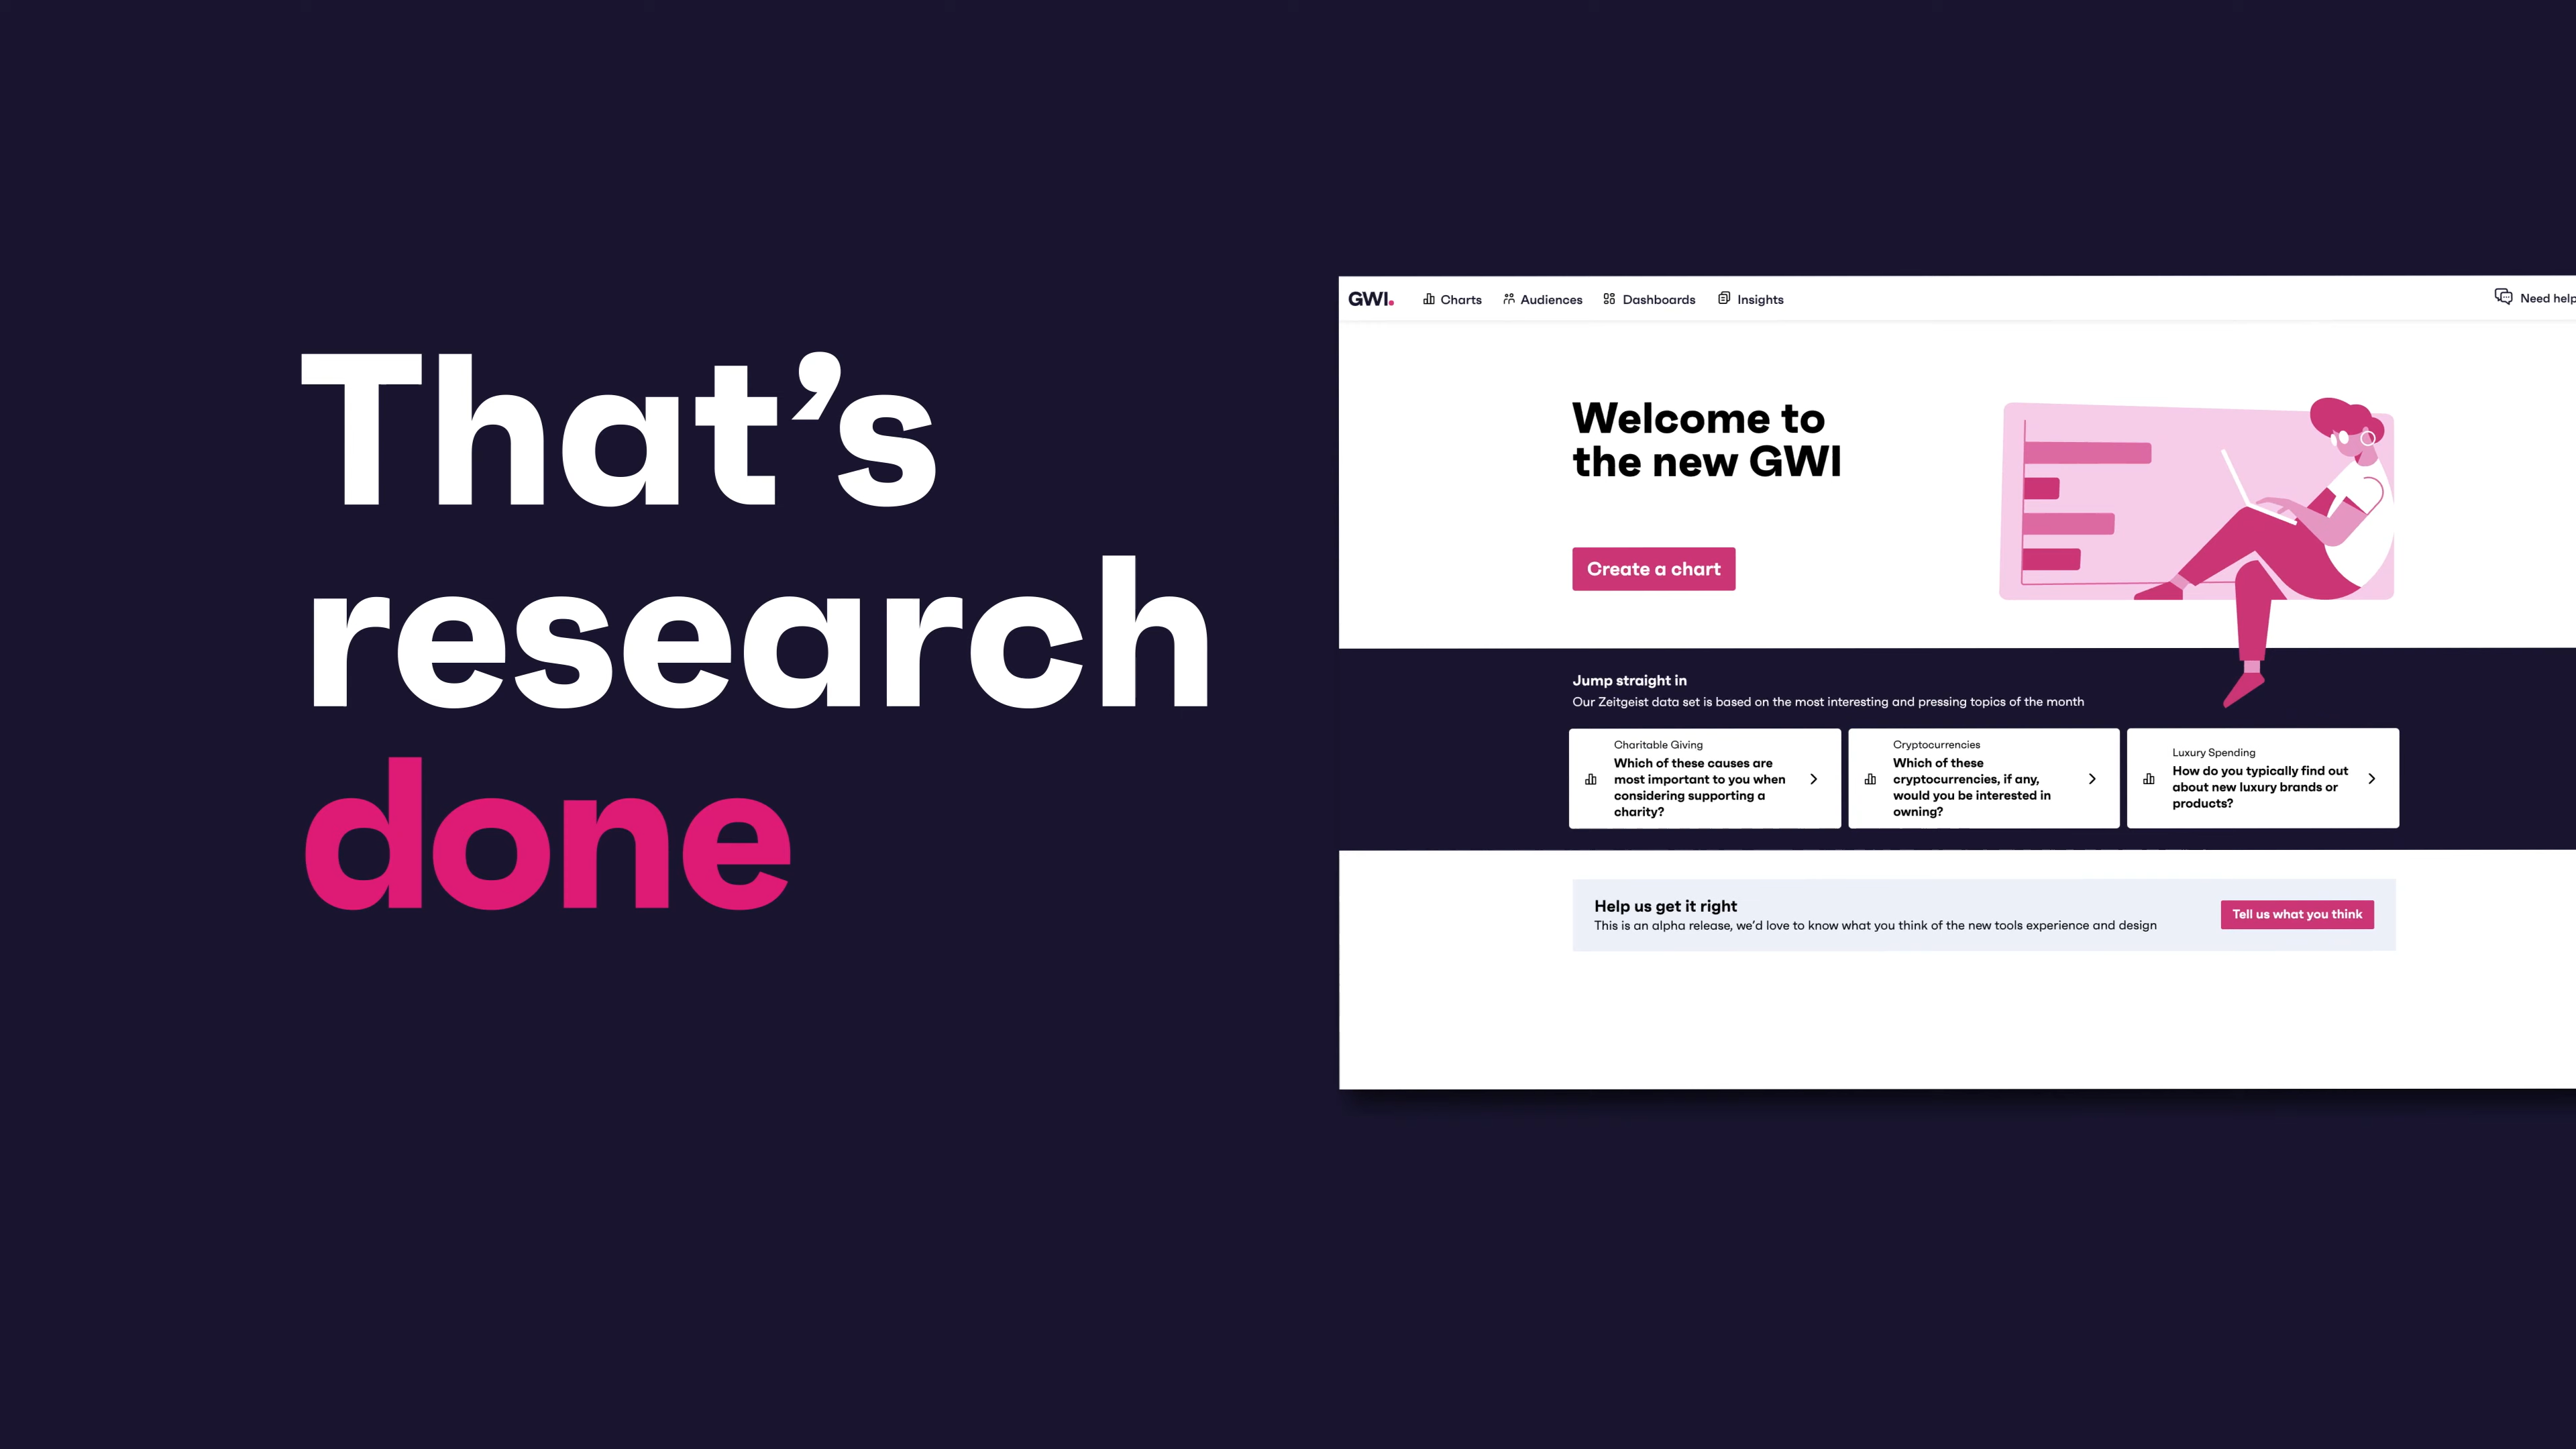 That’s
research
done
GWI.
Charts
Audiences
Dashboards
Insights
Need help
Welcome to
the new GWI
Create a chart
Jump straight in
Our Zeitgeist data set is based on the most interesting and pressing topics of the month
Charitable Giving
Which of these causes are
most important to you when
considering supporting a
charity?
Cryptocurrencies
Which of these
cryptocurrencies, if any,
would you be interested in
owning?
Luxury Spending
How do you typically find out
about new luxury brands or
products?
Help us get it right
This is an alpha release, we’d love to know what you think of the new tools experience and design
Tell us what you think